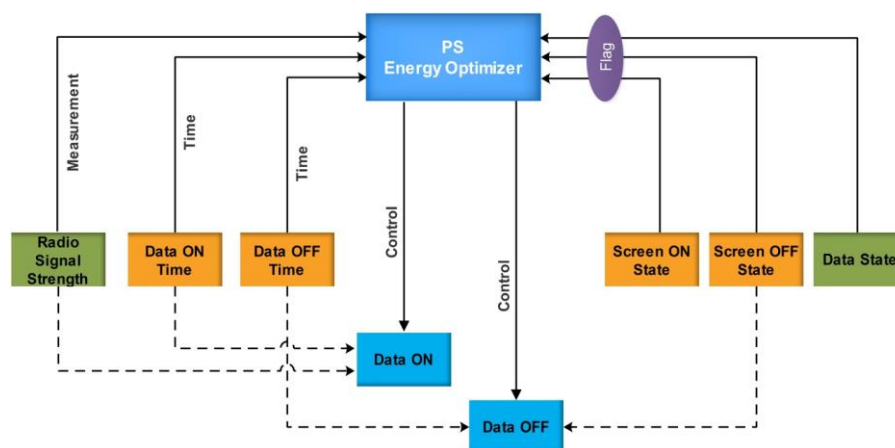 PS
Energy Optimizer
Flag
Measurement
Time
Time
Control
Control
Radio
Signal
Strength
Data ON
Time
Data OFF
Time
Screen ON
State
Screen OFF
State
Data State
Data ON
Data OFF